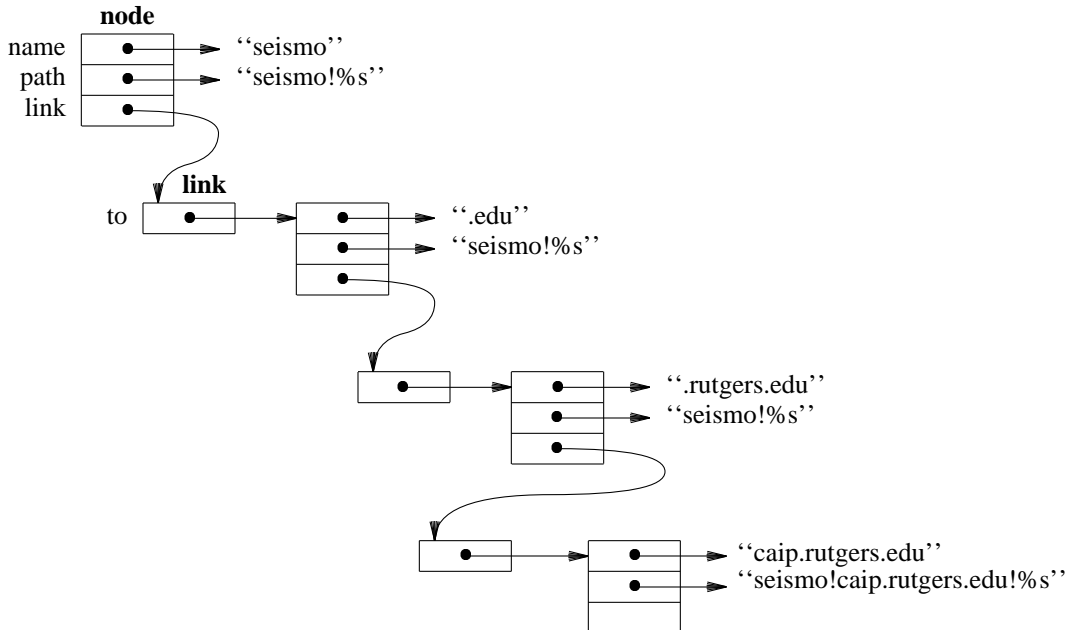 node
name ‘‘seismo’’
path ‘‘seismo!%s’’
link
link
to ‘‘.edu’’
‘‘seismo!%s’’
‘‘.rutgers.edu’’
‘‘seismo!%s’’
‘‘caip.rutgers.edu’’
‘‘seismo!caip.rutgers.edu!%s’’